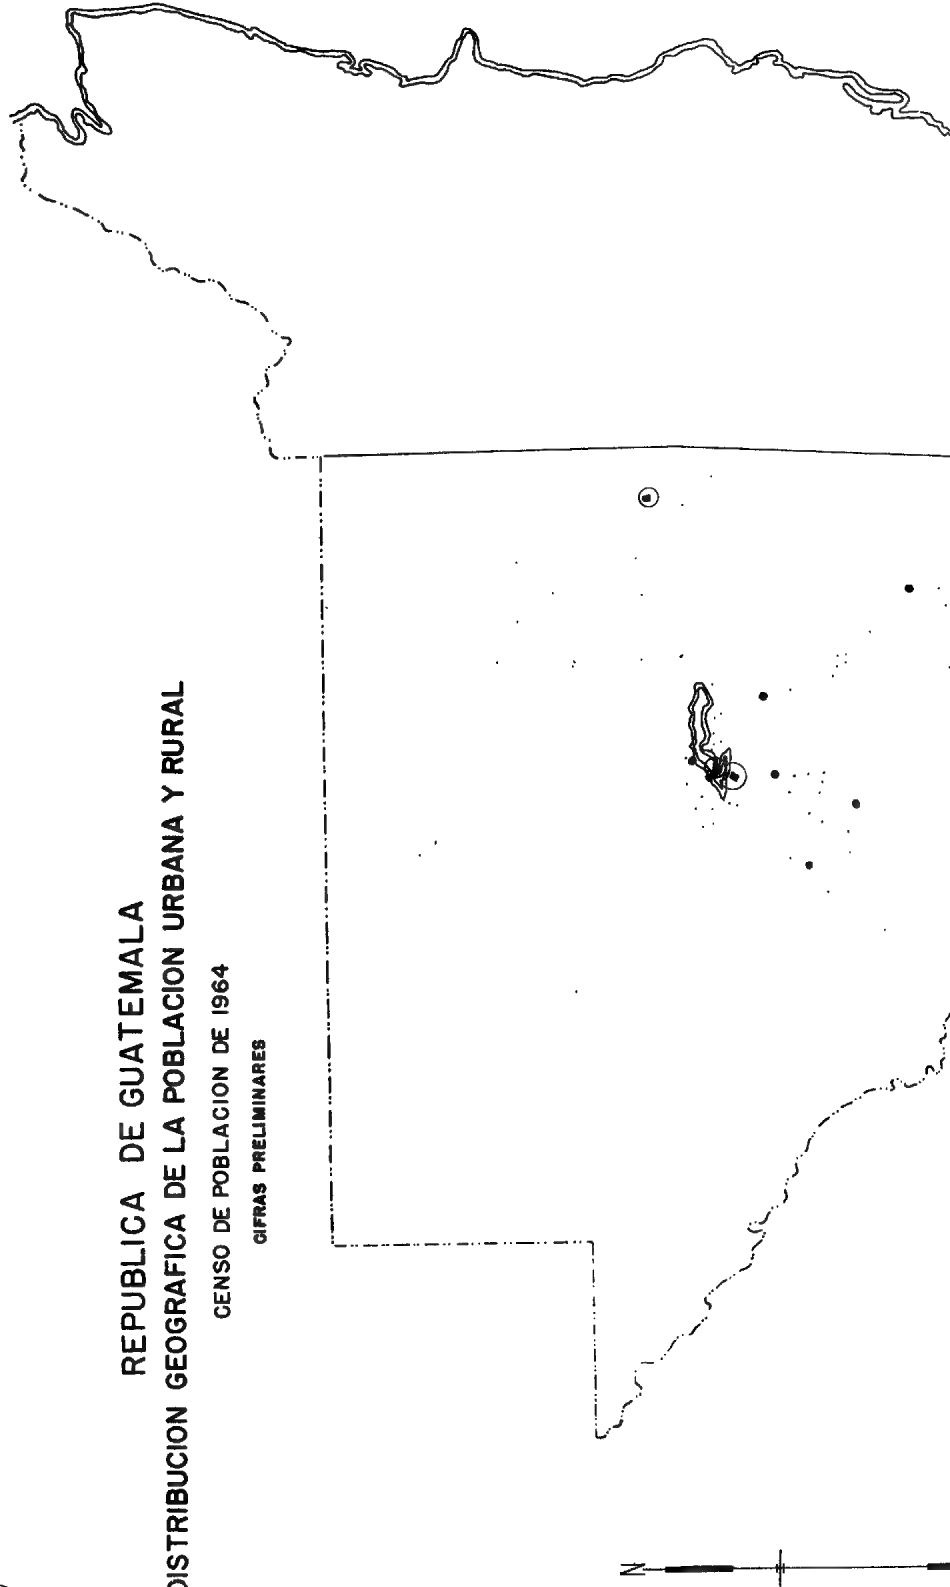 REPUBLICA DE GUATEMALA
DISTRIBUCION GEOGRAFICA DE LA POBLACION URBANA Y RURAL
CENSO DE POBLACION DE 1964
CIFRAS PRELIMINARES
N